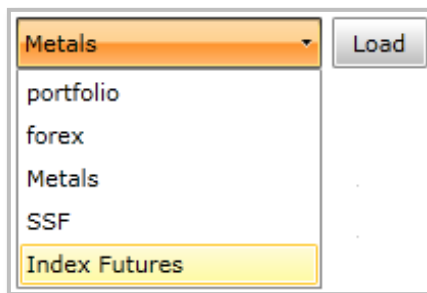 Metals Load
portfolio
forex
Metals
SSF
Index Futures